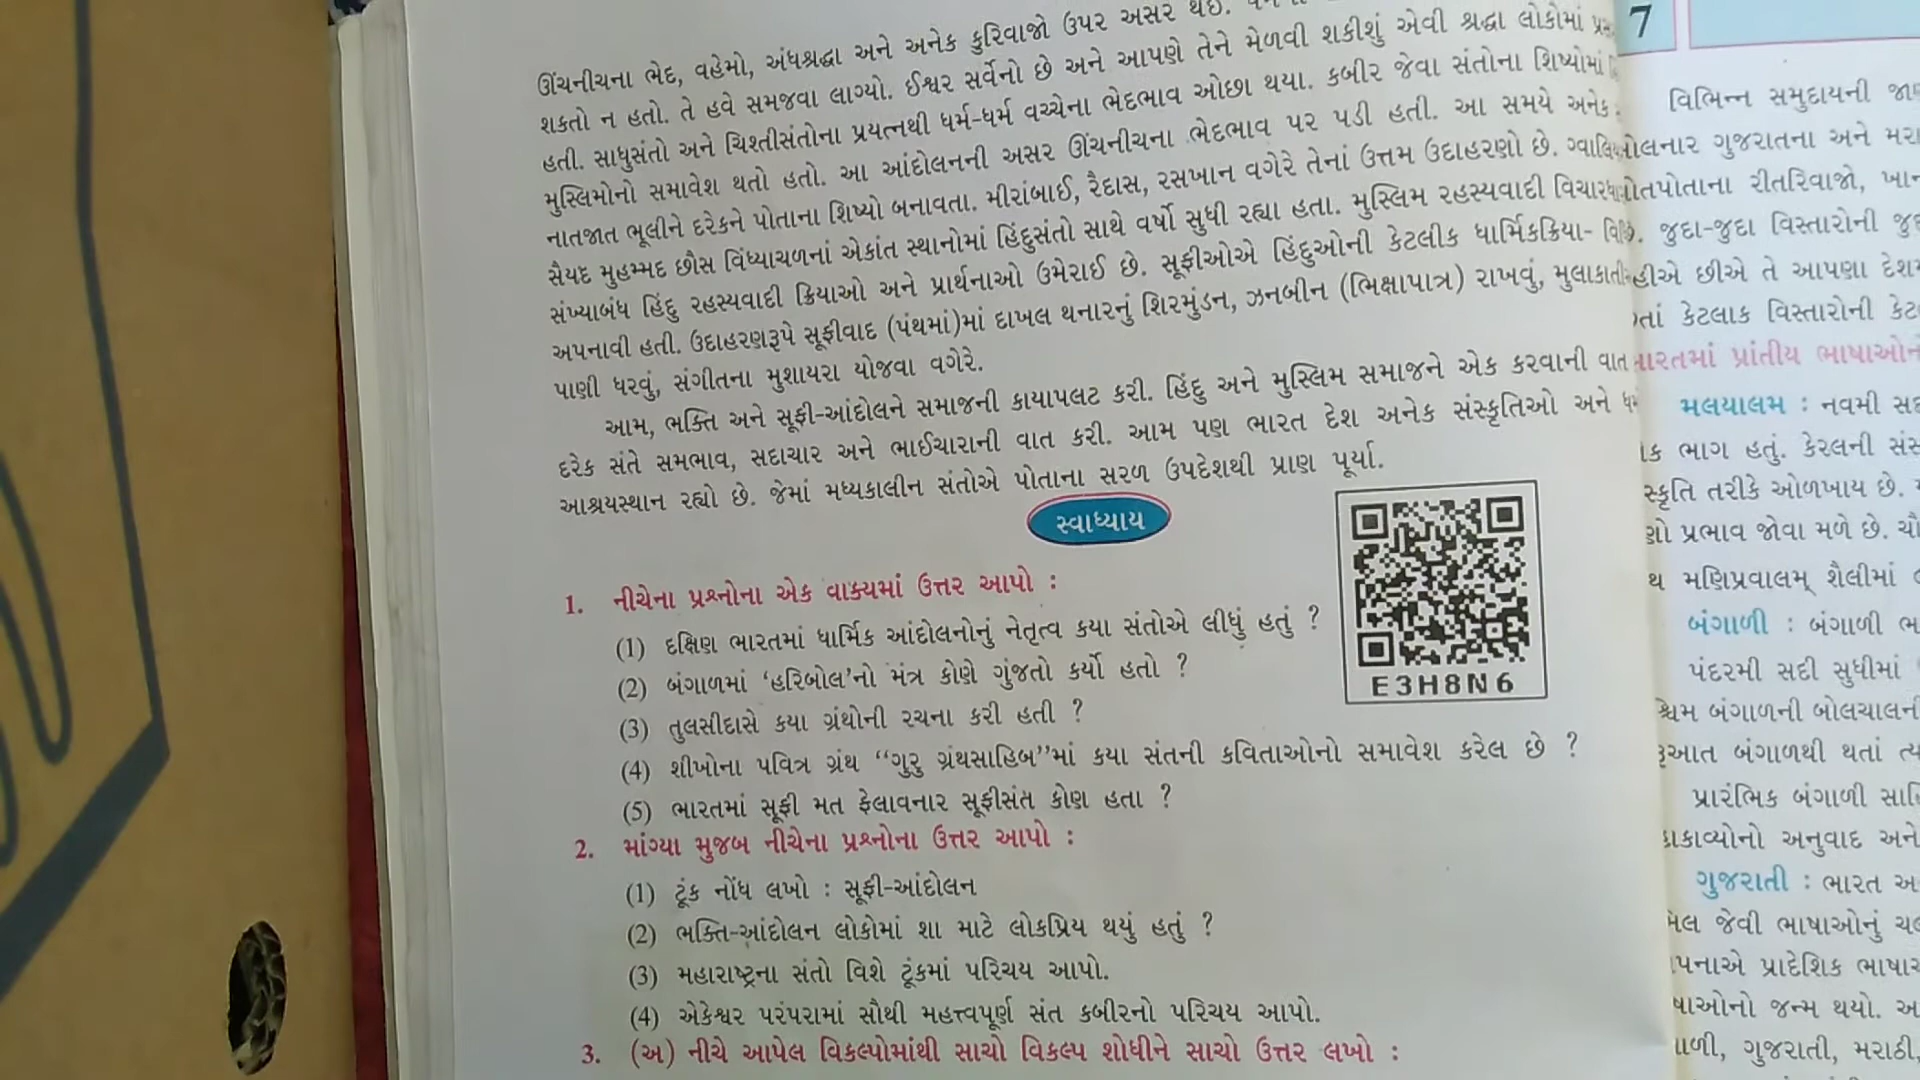 ઊંચનીચના ભેદ, વહેમો, અંધશ્રદ્ધા અને અનેક કુરિવાજો ઉપર અસર થઈ.
શકતો ન હતો. તે હવે સમજવા લાગ્યો. ઈશ્વર સર્વેનો છે અને આપણે તેને મેળવી શકીશું એવી શ્રદ્ધા લોકોમાં
હતી. સાધુસંતો અને ચિશ્તીસંતોના પ્રયત્નથી ધર્મ-ધર્મ વચ્ચેના ભેદભાવ ઓછા થયા. કબીર જેવા સંતોના શિષ્યોમાં
મુસ્લિમોનો સમાવેશ થતો હતો. આ આંદોલનની અસર ઊંચનીચના ભેદભાવ પર પડી હતી. આ સમયે અનેક
નાતજાત ભૂલીને દરેકને પોતાના શિષ્યો બનાવતા. મીરાંબાઈ, રૈદાસ, રસખાન વગેરે તેનાં ઉત્તમ ઉદાહરણો છે.
સૈયદ મુહમ્મદ છૌસ વિંધ્યાચળનાં એકાંત સ્થાનોમાં હિંદુસંતો સાથે વર્ષો સુધી રહ્યા હતા. મુસ્લિમ રહસ્યવાદી
સંખ્યાબંધ હિંદુ રહસ્યવાદી ક્રિયાઓ અને પ્રાર્થનાઓ ઉમેરાઈ છે. સૂફીઓએ હિંદુઓની કેટલીક ધાર્મિકક્રિયા-
અપનાવી હતી. ઉદાહરણરૂપે સૂફીવાદ (પંથમાં)માં દાખલ થનારનું શિરમુંડન, ઝનબીન (ભિક્ષાપાત્ર) રાખવું,
પાણી ધરવું, સંગીતના મુશાયરા યોજવા વગેરે.
આમ, ભક્તિ અને સૂફી-આંદોલને સમાજની કાયાપલટ કરી. હિંદુ અને મુસ્લિમ સમાજને એક કરવાની વાત
દરેક સંતે સમભાવ, સદાચાર અને ભાઈચારાની વાત કરી. આમ પણ ભારત દેશ અનેક સંસ્કૃતિઓ અને
આશ્રયસ્થાન રહ્યો છે. જેમાં મધ્યકાલીન સંતોએ પોતાના સરળ ઉપદેશથી પ્રાણ પૂર્યા.
સ્વાધ્યાય
1. નીચેના પ્રશ્નોના એક વાક્યમાં ઉત્તર આપો :
(1) દક્ષિણ ભારતમાં ધાર્મિક આંદોલનોનું નેતૃત્વ કયા સંતોએ લીધું હતું ?
(2) બંગાળમાં 'હરિબોલ'નો મંત્ર કોણે ગુંજતો કર્યો હતો ?
(3) તુલસીદાસે કયા ગ્રંથોની રચના કરી હતી ?
(4) શીખોના પવિત્ર ગ્રંથ “ગુરુ ગ્રંથસાહિબ”માં કયા સંતની કવિતાઓનો સમાવેશ કરેલ છે ?
(5) ભારતમાં સૂફી મત ફેલાવનાર સૂફીસંત કોણ હતા ?
E3H8N6
2. માંગ્યા મુજબ નીચેના પ્રશ્નોના ઉત્તર આપો :
(1) ટૂંક નોંધ લખો : સૂફી-આંદોલન
(2) ભક્તિ-આંદોલન લોકોમાં શા માટે લોકપ્રિય થયું હતું ?
(3) મહારાષ્ટ્રના સંતો વિશે ટૂંકમાં પરિચય આપો.
(4) એકેશ્વર પરંપરામાં સૌથી મહત્ત્વપૂર્ણ સંત કબીરનો પરિચય આપો.
3. (અ) નીચે આપેલ વિકલ્પોમાંથી સાચો વિકલ્પ શોધીને સાચો ઉત્તર લખો :
7
વિભિન્ન સમુદાયની
ગુજરાતના અને
રીતરિવાજો,
જુદા-જુદા વિસ્તારોની
છીએ તે આપણા
કેટલાક વિસ્તારોની
પ્રાંતીય
મલયાલમ : નવમી
ભાગ હતું. કેરલની
તરીકે ઓળખાય છે.
પ્રભાવ જોવા મળે છે.
મણિપ્રવાલમ્ શૈલીમાં
બંગાળી : બંગાળી
પંદરમી સદી સુધીમાં
બંગાળની
બંગાળથી થતાં
પ્રારંભિક બંગાળી
અનુવાદ અને
ગુજરાતી : ભારત
જેવી ભાષાઓનું
પ્રાદેશિક
જન્મ થયો.
ગુજરાતી, મરાઠી,